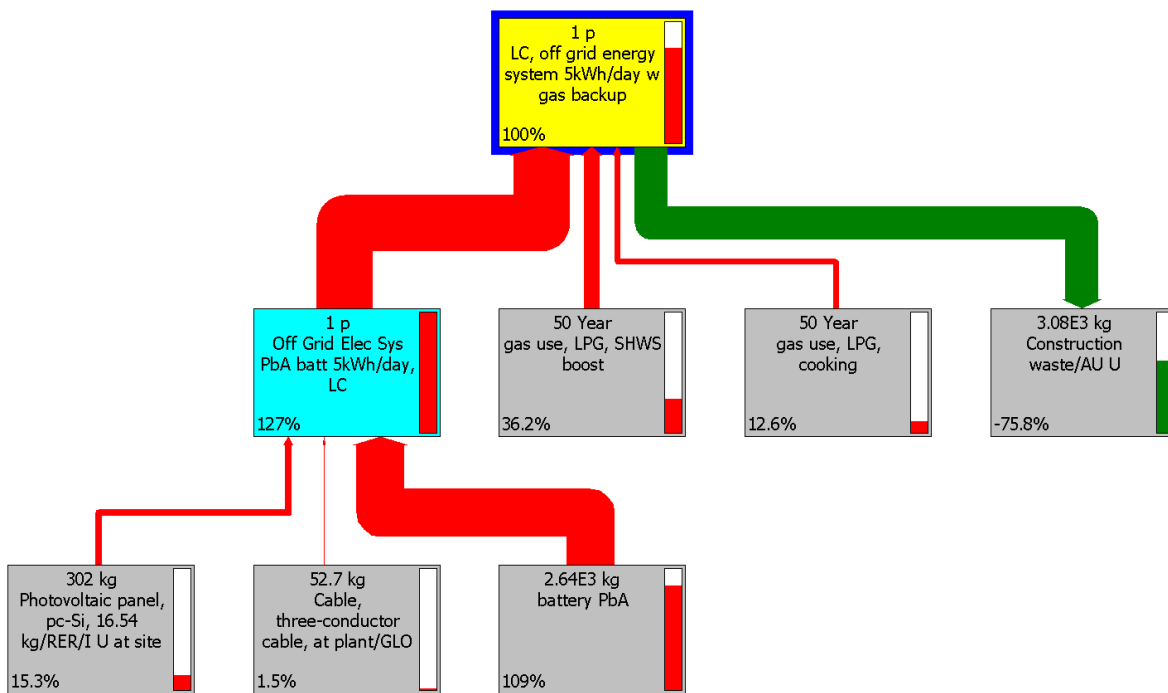 1 p
LC, off grid energy
system 5kWh/day w
gas backup
100%
1 p
Off Grid Elec Sys
PbA batt 5kWh/day,
LC
127%
50 Year
gas use, LPG, SHWS
boost
36.2%
50 Year
gas use, LPG,
cooking
12.6%
3.08E3 kg
Construction
waste/AU U
-75.8%
302 kg
Photovoltaic panel,
pc-Si, 16.54
kg/RER/I U at site
15.3%
52.7 kg
Cable,
three-conductor
cable, at plant/GLO
1.5%
2.64E3 kg
battery PbA
109%